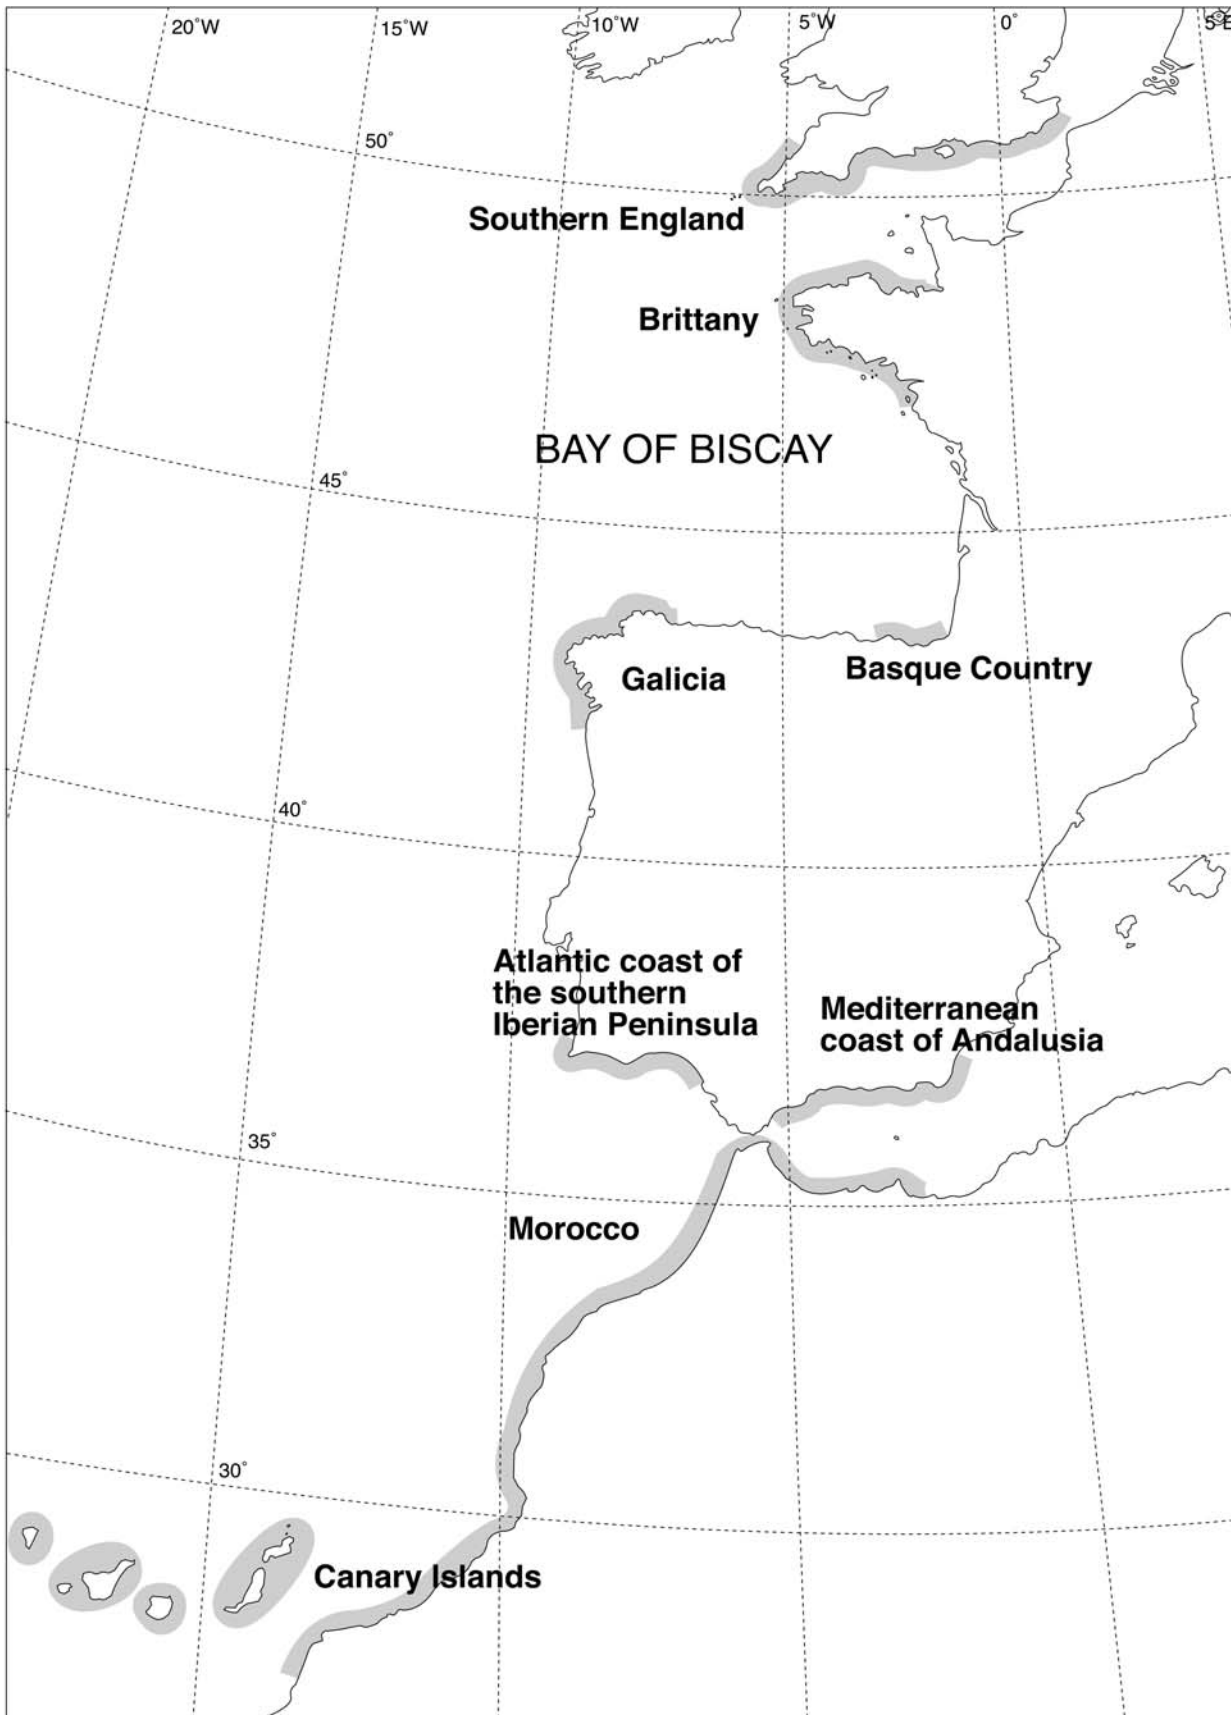 20°W
15°W
10°W
5°W
0°
5°E
50°
Southern England
Brittany
BAY OF BISCAY
45°
Galicia
Basque Country
40°
Atlantic coast of
the southern
Iberian Peninsula
Mediterranean
coast of Andalusia
35°
Morocco
30°
Canary Islands